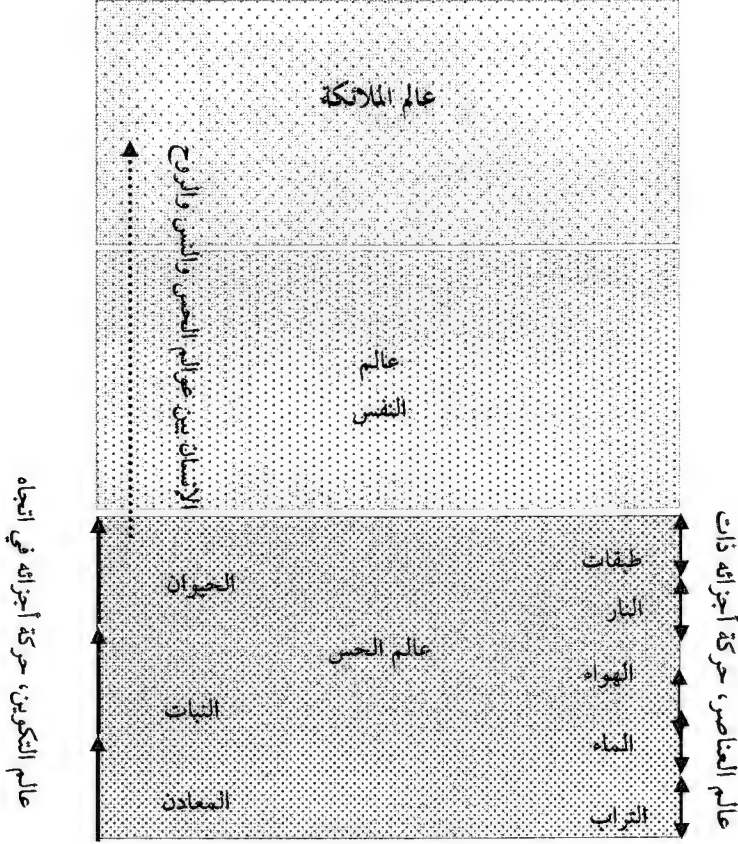 عالم الملائكة
الإنسان بين عوالم الحس والنفس والروح
عالم
النفس
طبقات
الحيوان
النار
عالم الحس
الهواء
النبات
الماء
المعادن
التراب
عالم العناصر، حركة أجزائه ذات
عالم التكوين، حركة أجزائه في اتجاه